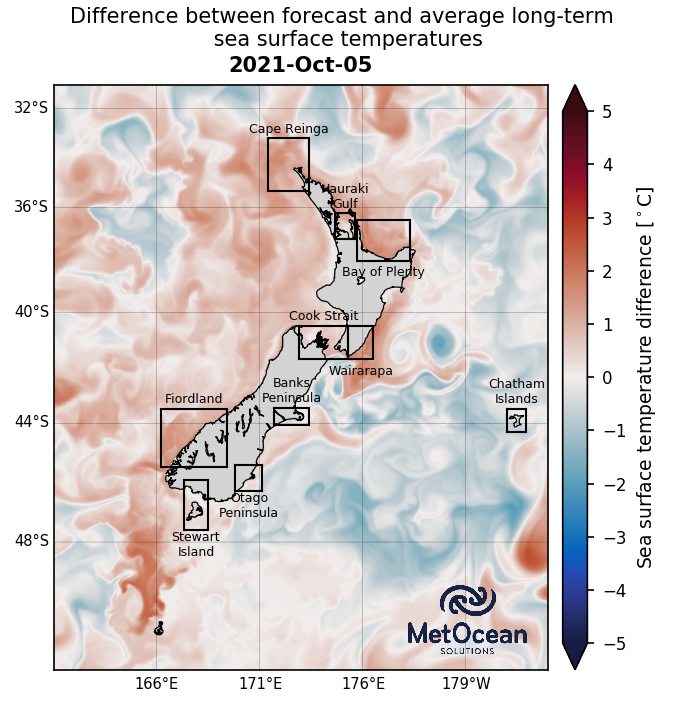 Difference between forecast and average long-term
sea surface temperatures
2021-Oct-05
32°S
36°S
40°S
44°S
48°S
166°E
171°E
176°E
179°W
Cape Reinga
Hauraki
Gulf
Bay of Plenty
Cook Strait
Wairarapa
Banks
Peninsula
Fiordland
Chatham
Islands
Otago
Peninsula
Stewart
Island
MetOcean
SOLUTIONS
5
4
3
2
1
0
−1
−2
−3
−4
−5
Sea surface temperature difference [°C]